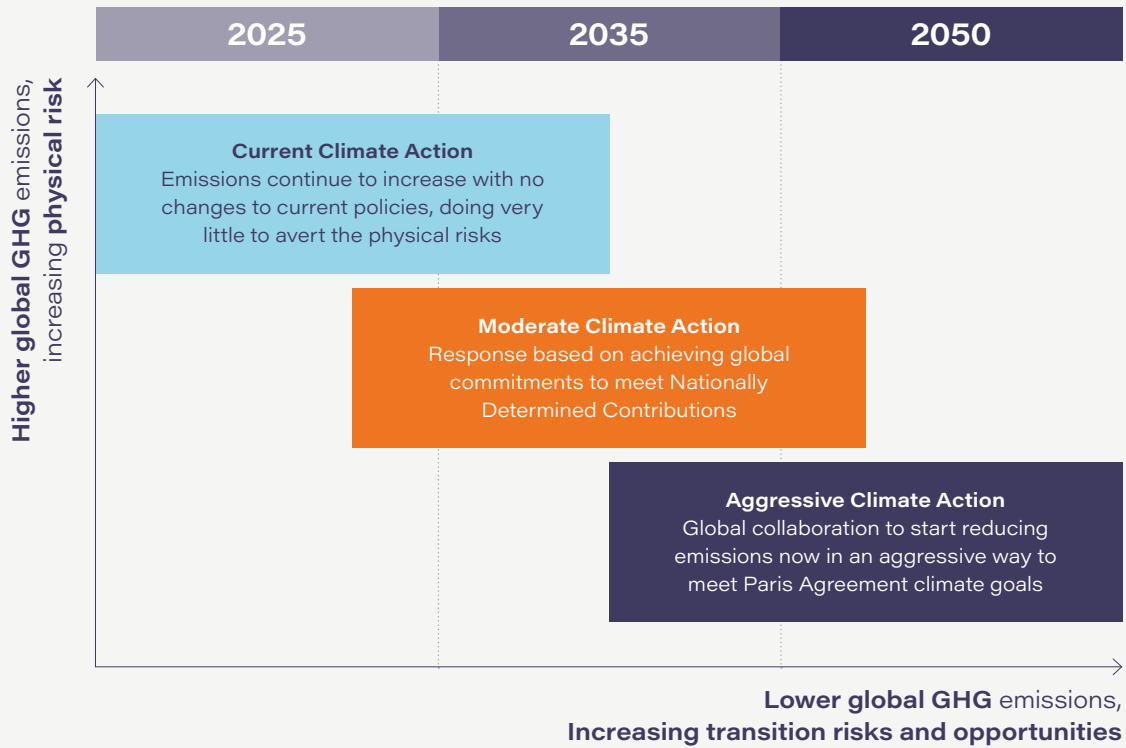 2025
2035
2050
Higher global GHG emissions,
increasing physical risk
Current Climate Action
Emissions continue to increase with no
changes to current policies, doing very
little to avert the physical risks
Moderate Climate Action
Response based on achieving global
commitments to meet Nationally
Determined Contributions
Aggressive Climate Action
Global collaboration to start reducing
emissions now in an aggressive way to
meet Paris Agreement climate goals
Lower global GHG emissions,
Increasing transition risks and opportunities